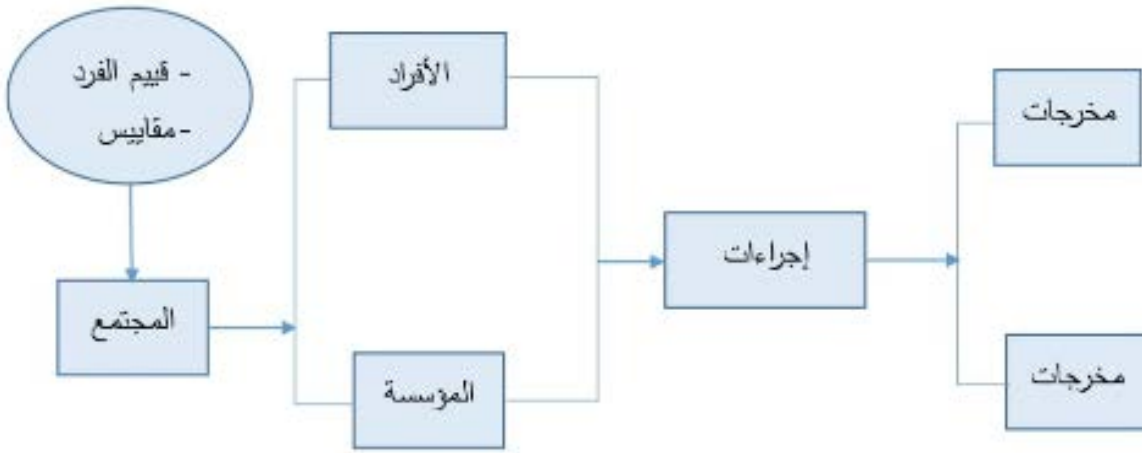 - قييم الفرد
-مقاييس
المجتمع
الأفراد
المؤسسة
إجراءات
مخرجات
مخرجات